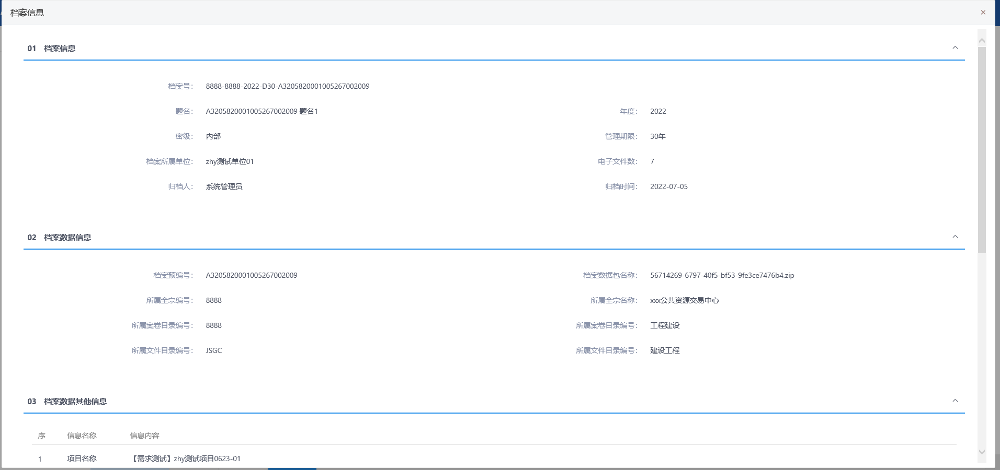 档案信息
01 档案信息
档案号： 8888-8888-2022-D30-A3205820001005267002009
题名： A3205820001005267002009 题名1 年度： 2022
密级： 内部 管理期限： 30年
档案所属单位： zhy测试单位01 电子文件数： 7
归档人： 系统管理员 归档时间： 2022-07-05
02 档案数据信息
档案预编号： A3205820001005267002009 档案数据包名称： 56714269-6797-40f5-bf53-9fe3ce7476b4.zip
所属全宗编号： 8888 所属全宗名称： xxx公共资源交易中心
所属案卷目录编号： 8888 所属案卷目录编号： 工程建设
所属文件目录编号： JSGC 所属文件目录编号： 建设工程
03 档案数据其他信息
序 信息名称 信息内容
1 项目名称 【需求测试】zhy测试项目0623-01